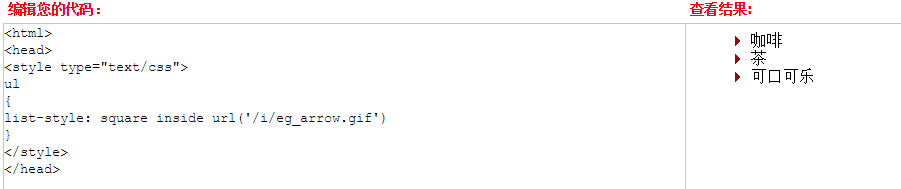 编辑您的代码：
查看结果:
<html>
<head>
<style type="text/css">
ul
{
list-style: square inside url('/i/eg_arrow.gif')
}
</style>
</head>
咖啡
茶
可口可乐